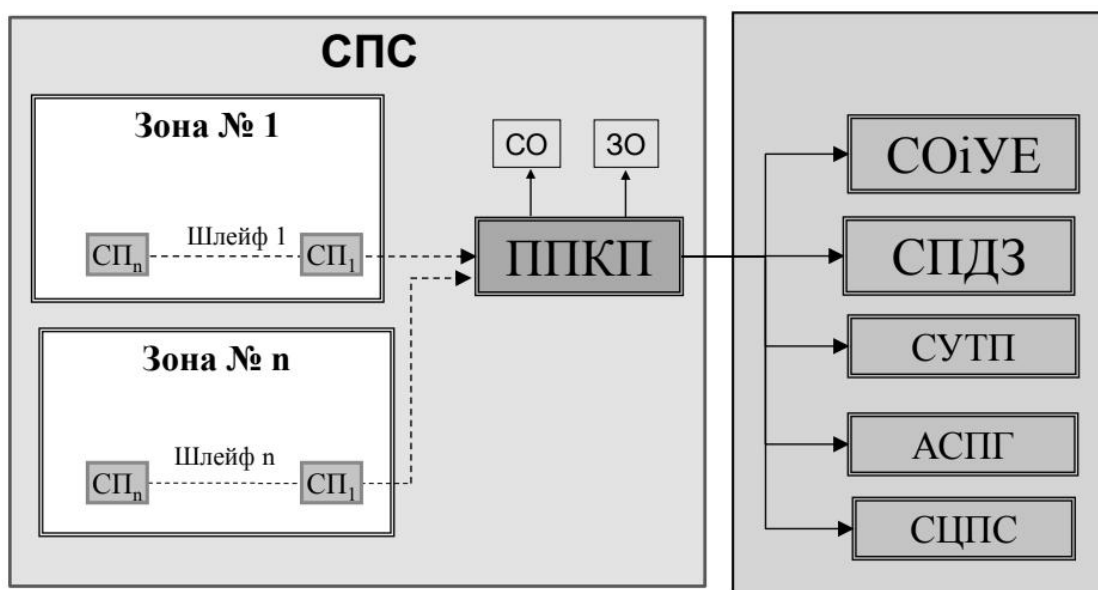 СПС
Зона № 1
СПn
Шлейф 1
СП1
Зона № n
СПn
Шлейф n
СП1
СО
ЗО
ППКП
СОіУЕ
СПДЗ
СУТП
АСПГ
СЦПС